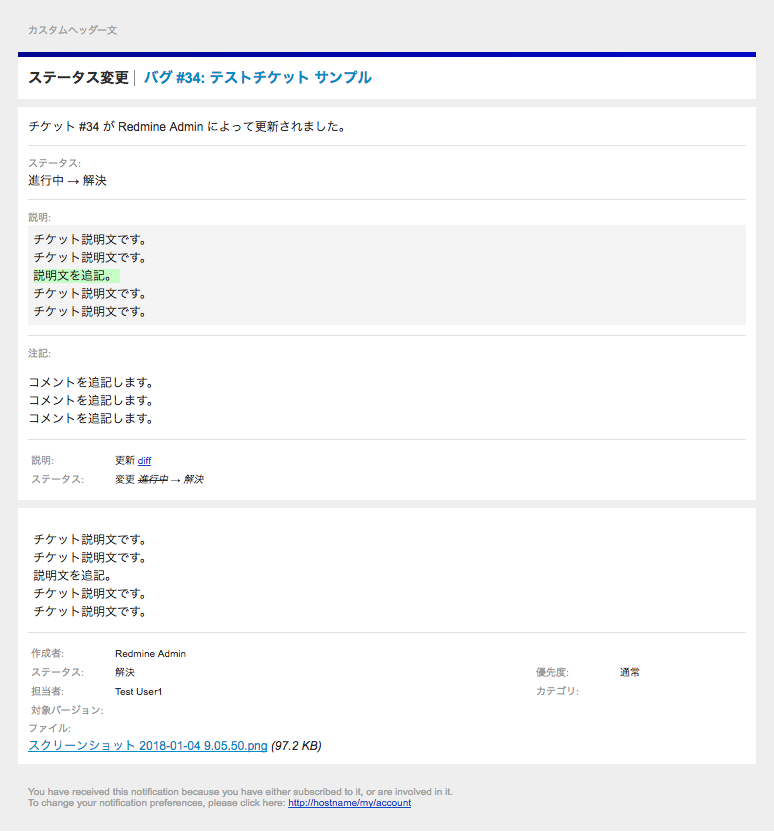 カスタムヘッダー文
ステータス変更 | バグ #34: テストチケット サンプル
チケット #34 が Redmine Admin によって更新されました。
ステータス:
進行中 → 解決
説明:
チケット説明文です。
チケット説明文です。
説明文を追記。
チケット説明文です。
チケット説明文です。
注記:
コメントを追記します。
コメントを追記します。
コメントを追記します。
説明: 更新 diff
ステータス: 変更 進行中 → 解決
チケット説明文です。
チケット説明文です。
説明文を追記。
チケット説明文です。
チケット説明文です。
作成者: Redmine Admin
ステータス: 解決 優先度: 通常
担当者: Test User1 カテゴリ:
対象バージョン:
ファイル:
スクリーンショット 2018-01-04 9.05.50.png (97.2 KB)
You have received this notification because you have either subscribed to it, or are involved in it.
To change your notification preferences, please click here: http://hostname/my/account